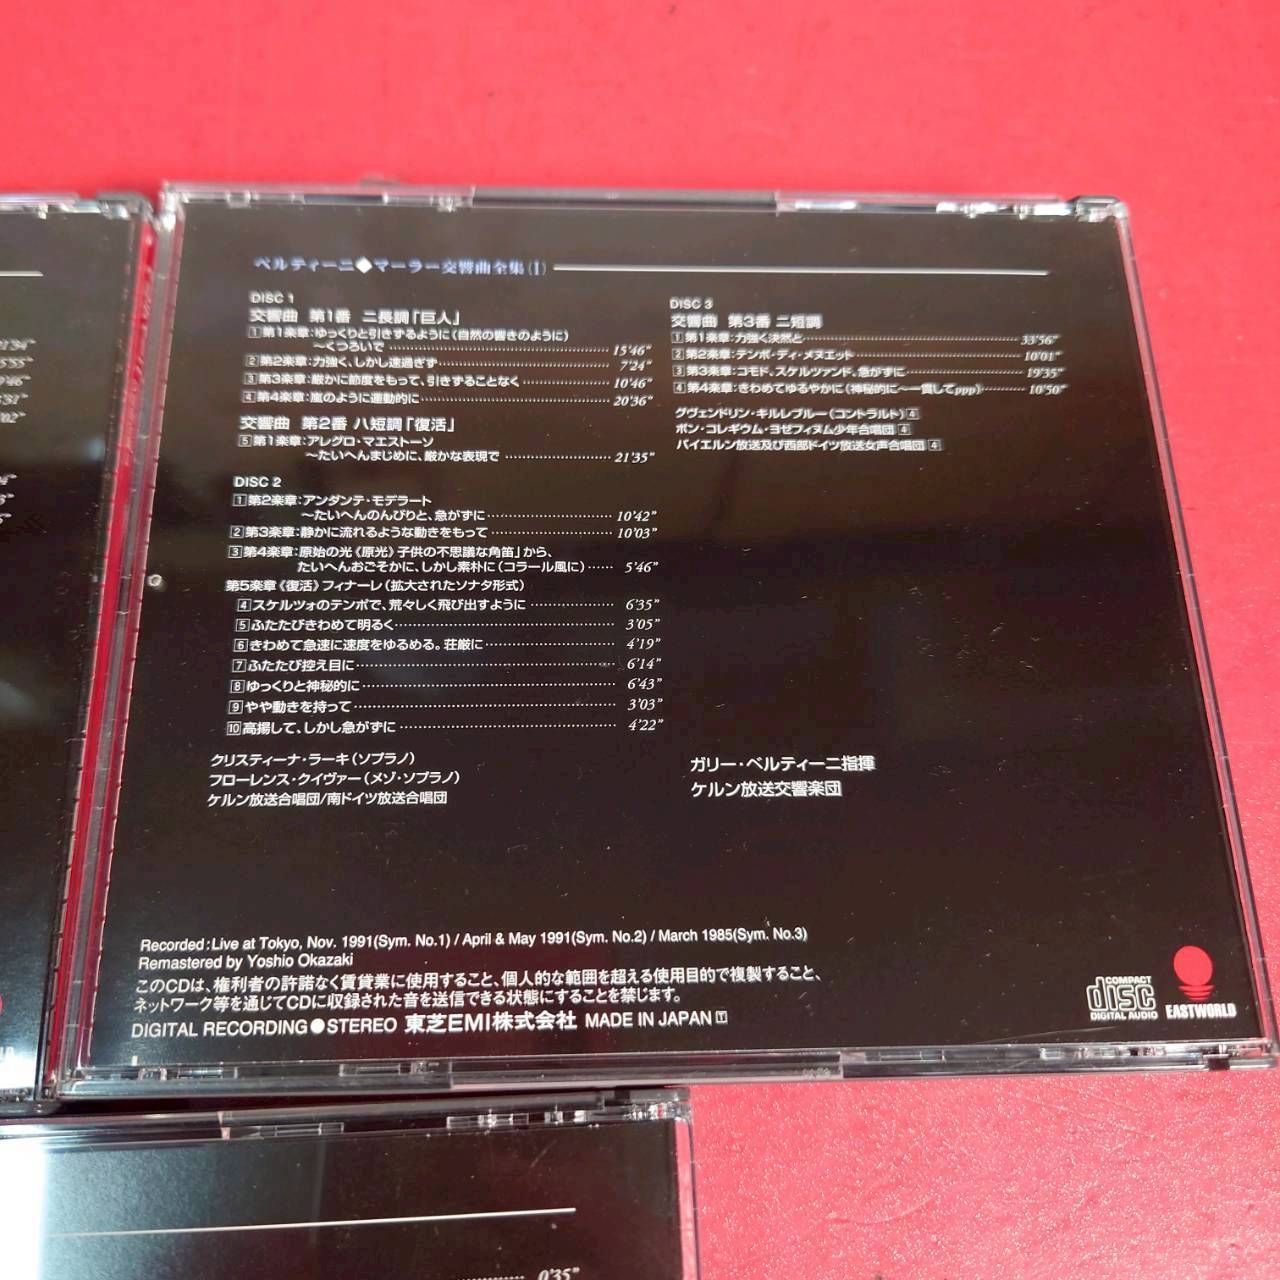 ベルティーニ◆マーラー交響曲全集(I)
DISC 1
交響曲 第1番 ニ長調「巨人」
1 第1楽章:ゆっくりと引きずるように(自然の響きのように)
～くつろいで 15'46"
2 第2楽章:力強く、しかし速過ぎず 7'24"
3 第3楽章:厳かに節度をもって、引きずることなく 10'46"
4 第4楽章:嵐のように運動的に 20'36"
交響曲 第2番 ハ短調「復活」
5 第1楽章:アレグロ・マエストーソ
～たいへんまじめに、厳かな表現で 21'35"
DISC 2
1 第2楽章:アンダンテ・モデラート
～たいへんのんびりと、急がずに 10'42"
2 第3楽章:静かに流れるような動きをもって 10'03"
3 第4楽章:原始の光《原光》子供の不思議な角笛」から、
たいへんおごそかに、しかし素朴に(コラール風に) 5'46"
第5楽章《復活》フィナーレ(拡大されたソナタ形式)
4 スケルツォのテンポで、荒々しく飛び出すように 6'35"
5 ふたたびきわめて明るく 3'05"
6 きわめて急速に速度をゆるめる。荘厳に 4'19"
7 ふたたび控え目に 6'14"
8 ゆっくりと神秘的に 6'43"
9 やや動きを持って 3'03"
10 高揚して、しかし急がずに 4'22"
クリスティーナ・ラーキ(ソプラノ)
フローレンス・クイヴァー(メゾ・ソプラノ)
ケルン放送合唱団/南ドイツ放送合唱団
DISC 3
交響曲 第3番 ニ短調
1 第1楽章:力強く決然と 33'56"
2 第2楽章:テンポ・ディ・メヌエット 10'01"
3 第3楽章:コモド、スケルツァンド、急がずに 19'35"
4 第4楽章:きわめてゆるやかに(神秘的に～一貫してppp) 10'50"
グヴェンドリン・キルレブルー(コントラルト) 4
ボン・コレギウム・ヨゼフィヌム少年合唱団 4
バイエルン放送及び西部ドイツ放送女声合唱団 4
ガリー・ベルティーニ指揮
ケルン放送交響楽団
Recorded:Live at Tokyo, Nov. 1991(Sym. No.1) / April & May 1991(Sym. No.2) / March 1985(Sym. No.3)
Remastered by Yoshio Okazaki
このCDは、権利者の許諾なく賃貸業に使用すること、個人的な範囲を超える使用目的で複製すること、
ネットワーク等を通じてCDに収録された音を送信できる状態にすることを禁じます。
DIGITAL RECORDING●STEREO 東芝EMI株式会社 MADE IN JAPAN Ⓣ
COMPACT
disc
DIGITAL AUDIO
EASTWORLD
21'34"
0'35"